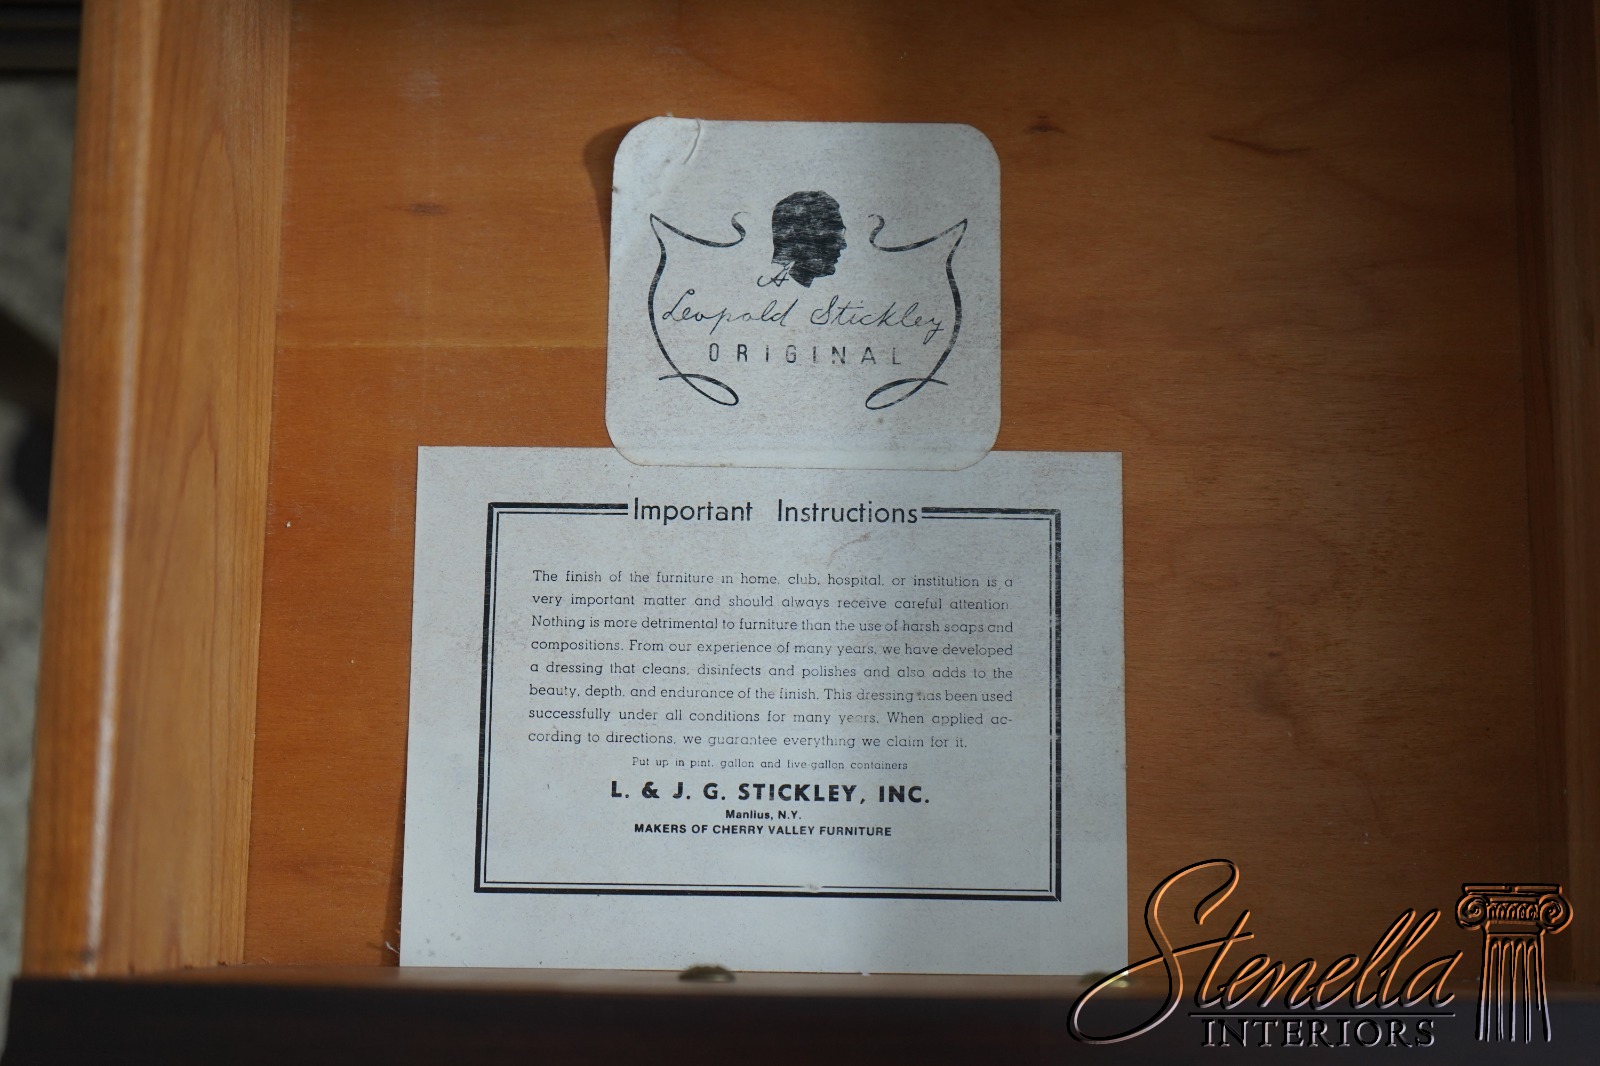 A
Leopold Stickley
ORIGINAL
Important Instructions
The finish of the furniture in home, club, hospital, or institution is a
very important matter and should always receive careful attention.
Nothing is more detrimental to furniture than the use of harsh soaps and
compositions. From our experience of many years, we have developed
a dressing that cleans, disinfects and polishes and also adds to the
beauty, depth, and endurance of the finish. This dressing has been used
successfully under all conditions for many years. When applied ac-
cording to directions, we guarantee everything we claim for it.
Put up in pint, gallon and five-gallon containers
L. & J. G. STICKLEY, INC.
Manlius, N.Y.
MAKERS OF CHERRY VALLEY FURNITURE
Stenella
INTERIORS